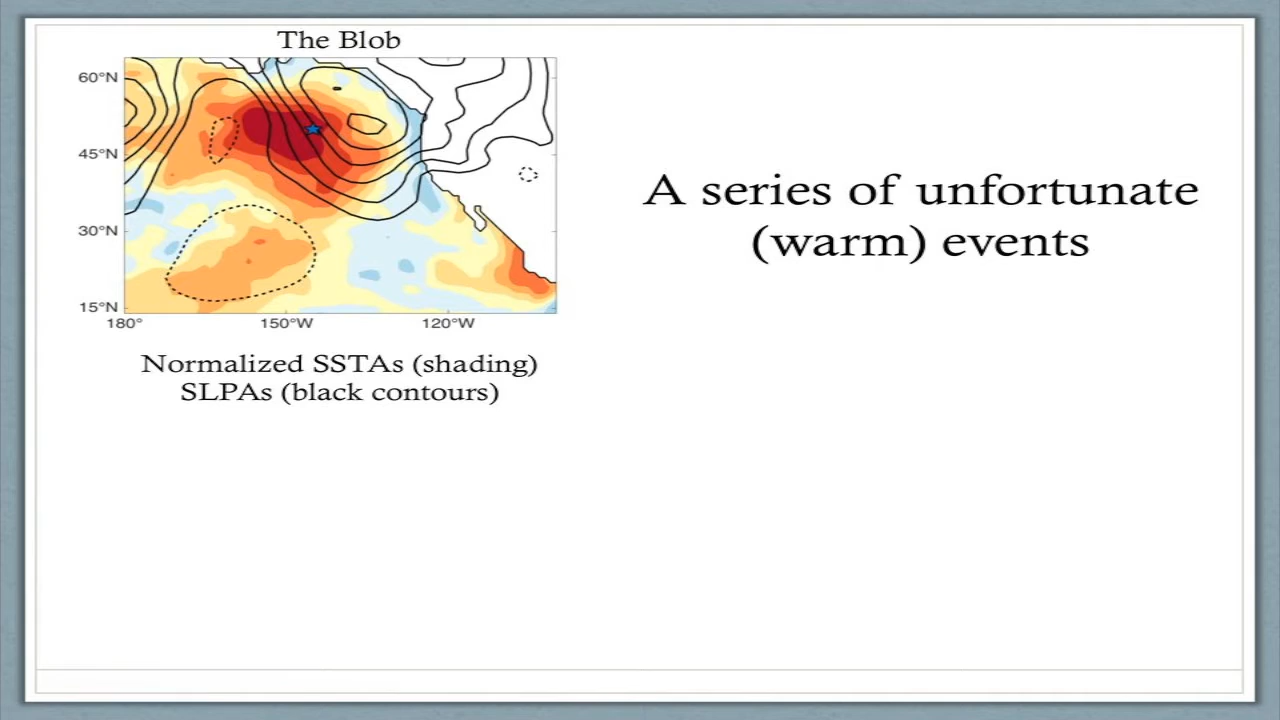 The Blob
60°N
45°N
30°N
15°N
180°
150°W
120°W
Normalized SSTAs (shading)
SLPAs (black contours)
A series of unfortunate
(warm) events